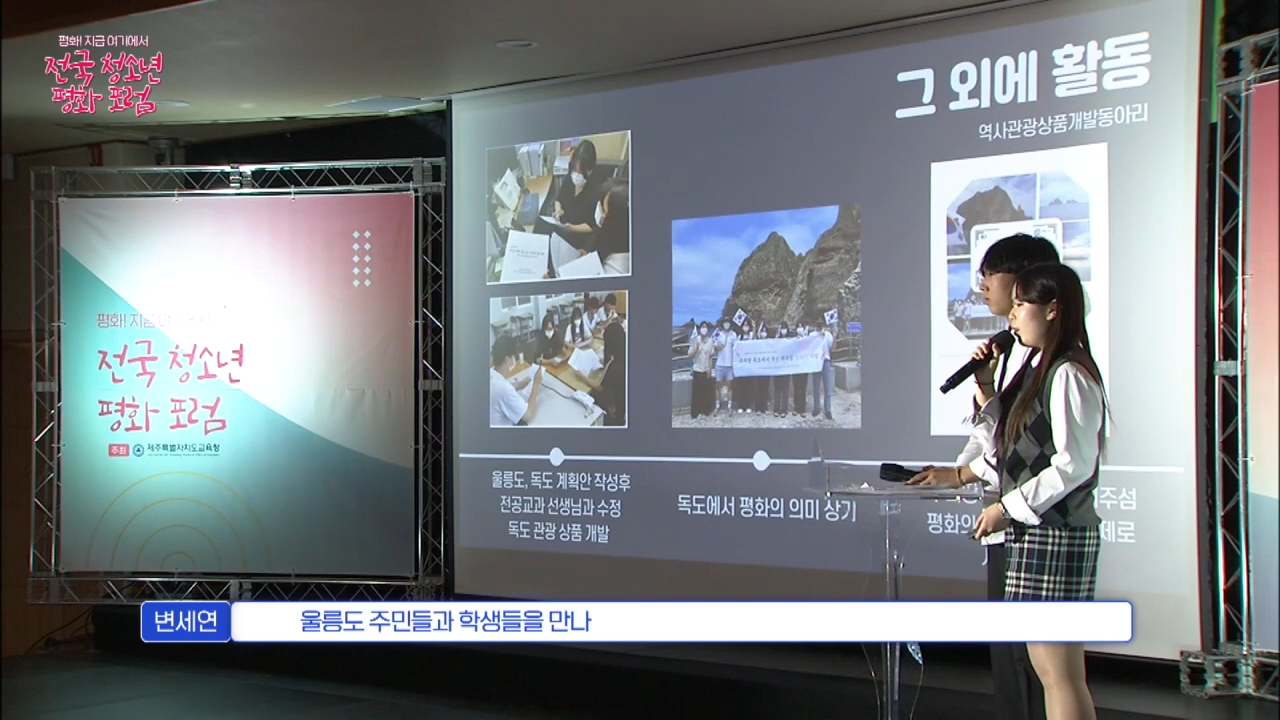 평화! 지금 여기에서
전국 청소년
평화 포럼
그 외에 활동
역사관광상품개발동아리
평화! 지금
전국 청소년
평화 포럼
주최 제주특별자치도교육청
울릉도, 독도 계획안 작성후
전공교과 선생님과 수정
독도 관광 상품 개발
독도에서 평화의 의미 상기
주섬
평화의
제로
변세연
울릉도 주민들과 학생들을 만나